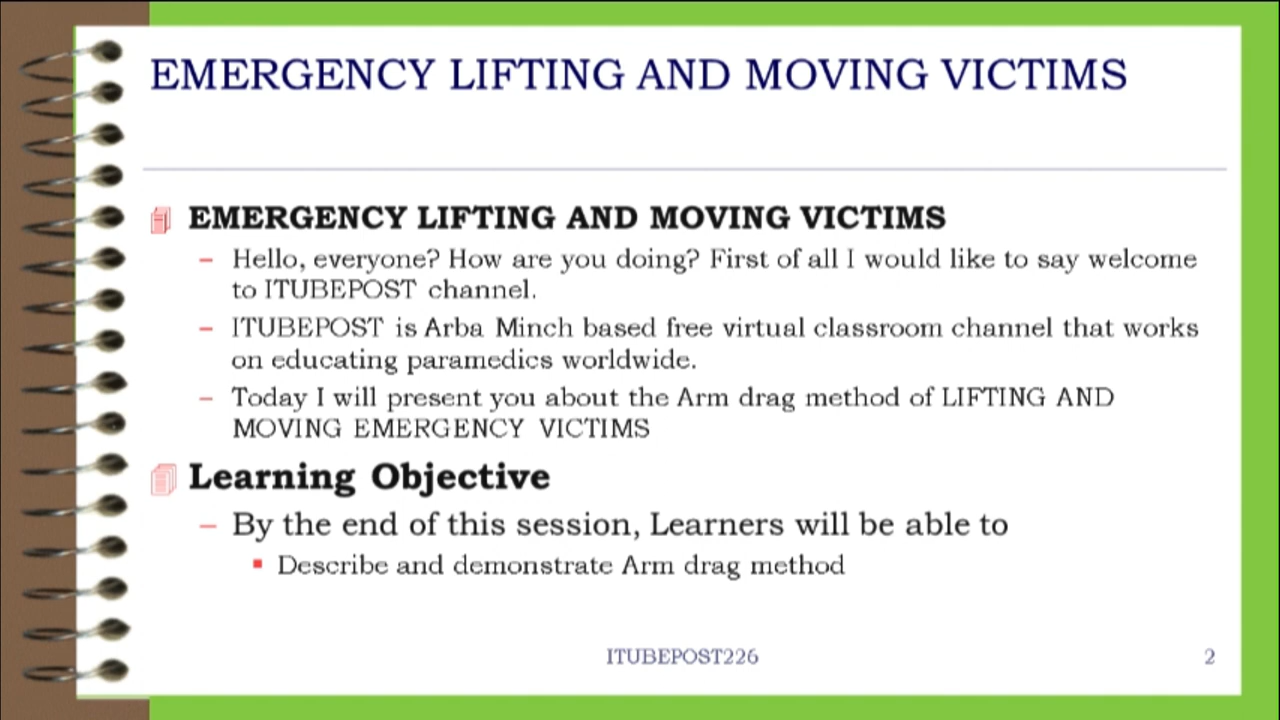 EMERGENCY LIFTING AND MOVING VICTIMS
EMERGENCY LIFTING AND MOVING VICTIMS
– Hello, everyone? How are you doing? First of all I would like to say welcome
to ITUBEPOST channel.
– ITUBEPOST is Arba Minch based free virtual classroom channel that works
on educating paramedics worldwide.
– Today I will present you about the Arm drag method of LIFTING AND
MOVING EMERGENCY VICTIMS
Learning Objective
– By the end of this session, Learners will be able to
▪ Describe and demonstrate Arm drag method
ITUBEPOST226
2